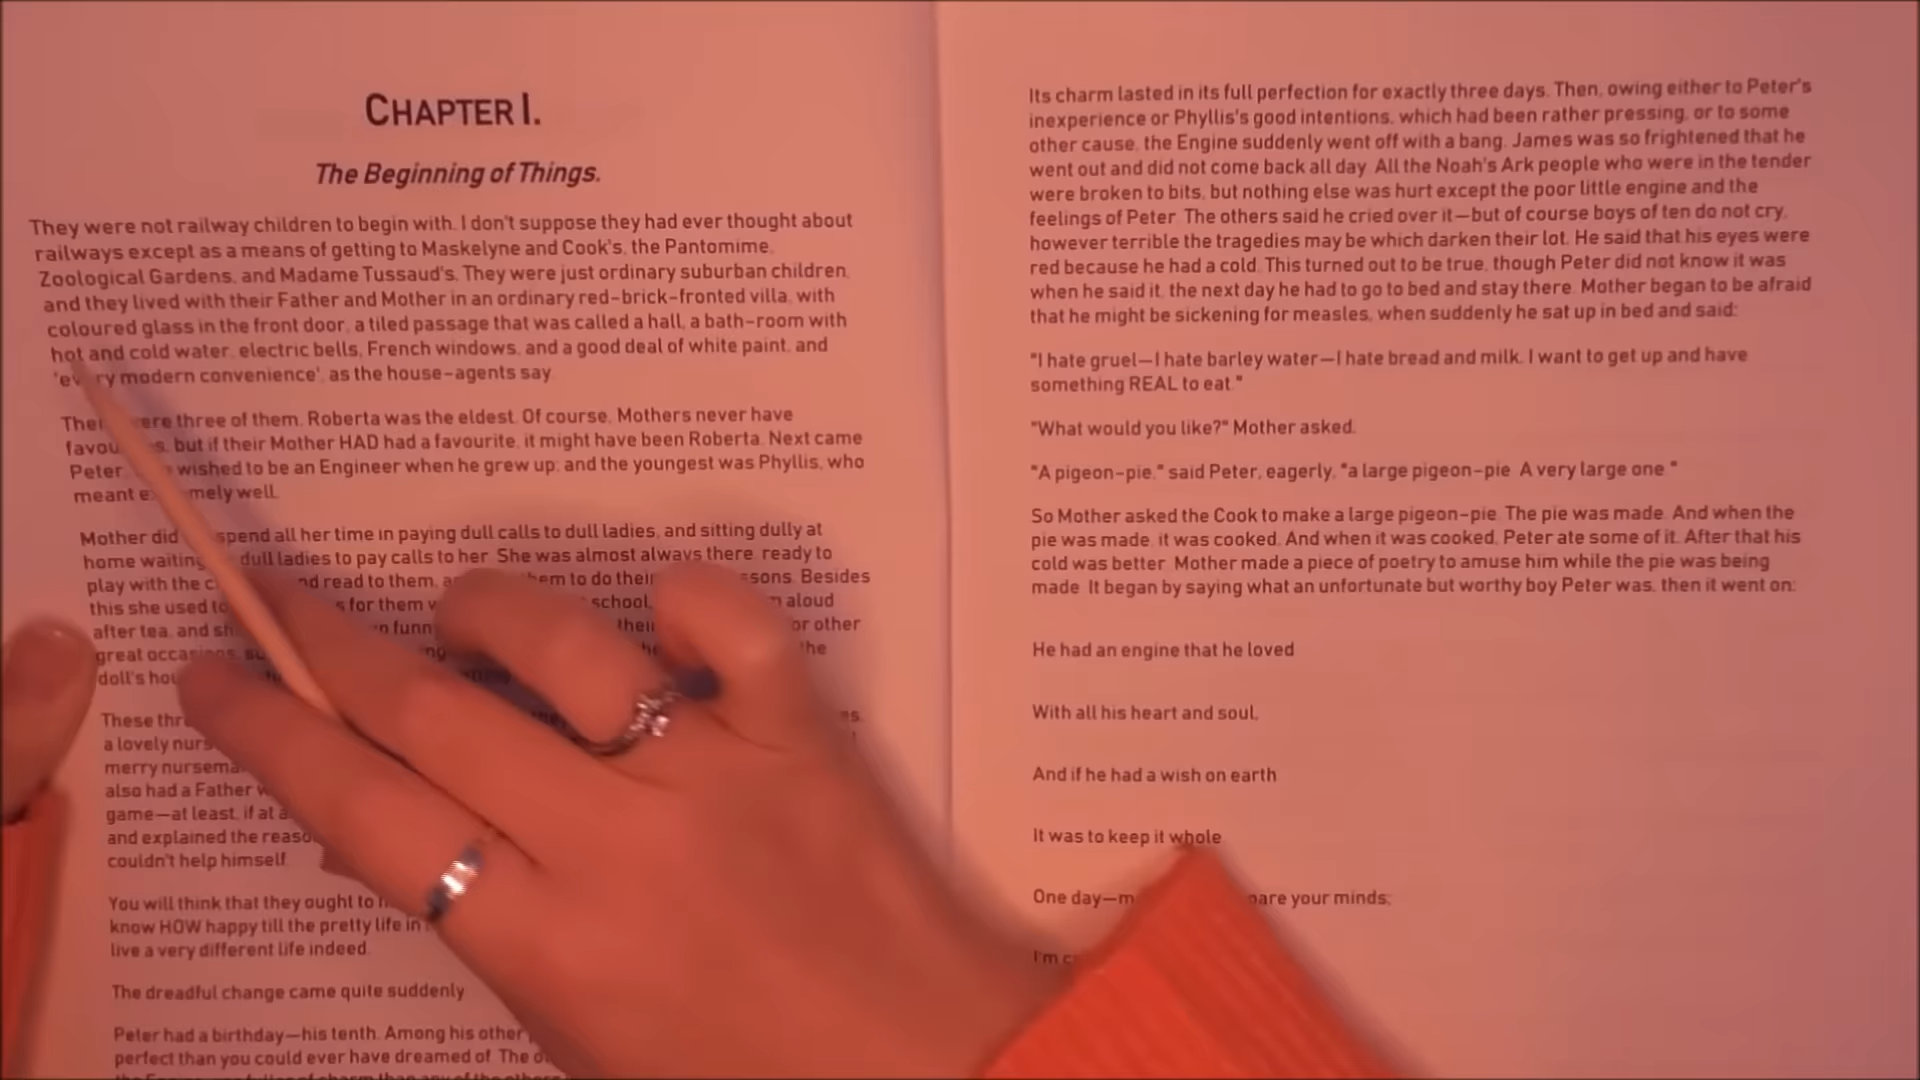 CHAPTER I.
The Beginning of Things.
They were not railway children to begin with. I don't suppose they had ever thought about
railways except as a means of getting to Maskelyne and Cook's, the Pantomime,
Zoological Gardens, and Madame Tussaud's. They were just ordinary suburban children,
and they lived with their Father and Mother in an ordinary red-brick-fronted villa, with
coloured glass in the front door, a tiled passage that was called a hall, a bath-room with
hot and cold water, electric bells, French windows, and a good deal of white paint, and
'every modern convenience', as the house-agents say.
There were three of them. Roberta was the eldest. Of course, Mothers never have
but if their Mother HAD had a favourite, it might have been Roberta. Next came
Peter, wished to be an Engineer when he grew up; and the youngest was Phyllis, who
meant extremely well.
Mother did spend all her time in paying dull calls to dull ladies, and sitting dully at
home waiting dull ladies to pay calls to her. She was almost always there, ready to
play with the and read to them, them to do their Besides
this she used to for them school, aloud
after tea, and funny their or other
great occasions, the
doll's
These
a lovely
merry
also had a Father
game—at least, if at
and explained the
couldn't help himself.
You will think that they ought to
know HOW happy till the pretty life in
live a very different life indeed.
The dreadful change came quite suddenly.
Peter had a birthday—his tenth. Among his other
perfect than you could ever have dreamed of. The
the Engine was fuller of charm than any of the others
Its charm lasted in its full perfection for exactly three days. Then, owing either to Peter's
inexperience or Phyllis's good intentions, which had been rather pressing, or to some
other cause, the Engine suddenly went off with a bang. James was so frightened that he
went out and did not come back all day. All the Noah's Ark people who were in the tender
were broken to bits, but nothing else was hurt except the poor little engine and the
feelings of Peter. The others said he cried over it—but of course boys of ten do not cry,
however terrible the tragedies may be which darken their lot. He said that his eyes were
red because he had a cold. This turned out to be true, though Peter did not know it was
when he said it, the next day he had to go to bed and stay there. Mother began to be afraid
that he might be sickening for measles, when suddenly he sat up in bed and said:
"I hate gruel—I hate barley water—I hate bread and milk. I want to get up and have
something REAL to eat."
"What would you like?" Mother asked.
"A pigeon-pie," said Peter, eagerly, "a large pigeon-pie. A very large one."
So Mother asked the Cook to make a large pigeon-pie. The pie was made. And when the
pie was made, it was cooked. And when it was cooked, Peter ate some of it. After that his
cold was better. Mother made a piece of poetry to amuse him while the pie was being
made. It began by saying what an unfortunate but worthy boy Peter was, then it went on:
He had an engine that he loved
With all his heart and soul,
And if he had a wish on earth
It was to keep it whole.
One day— your minds;
I'm